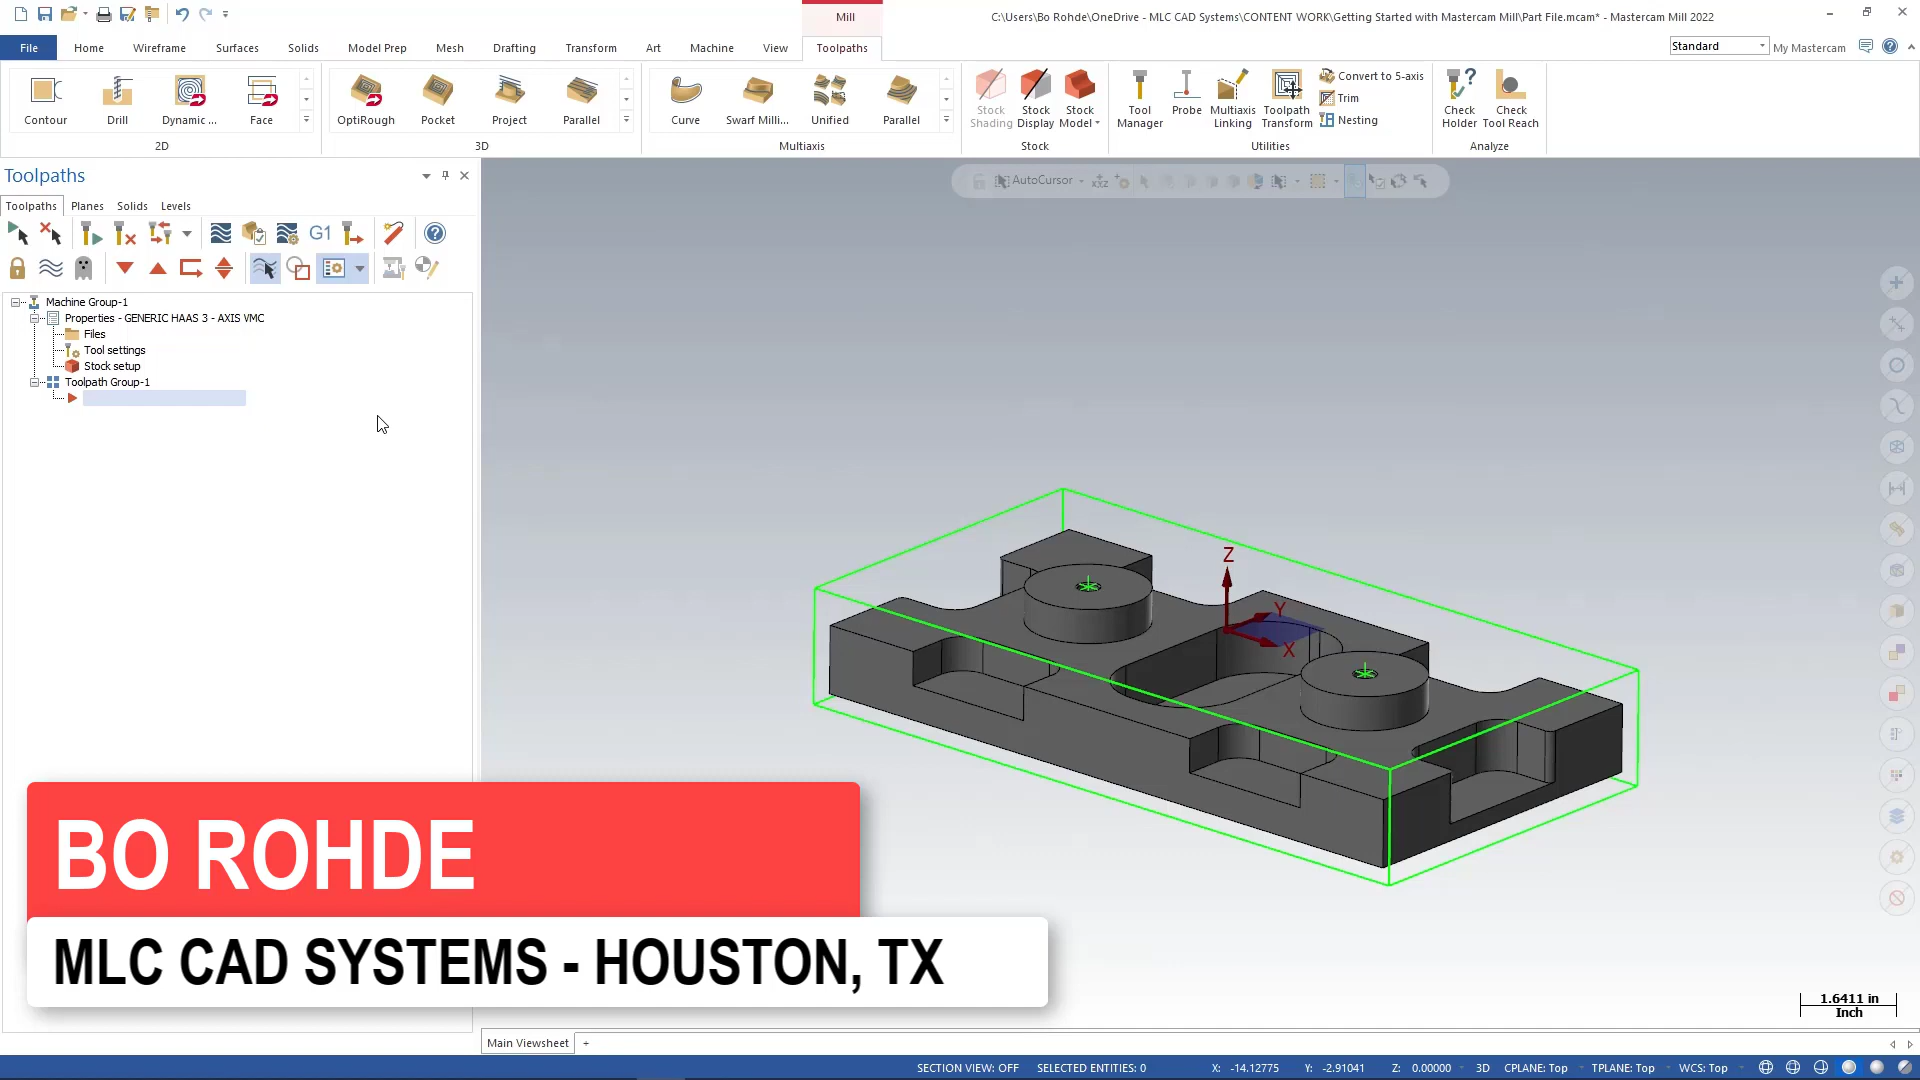 Mill
C:\Users\Bo Rohde\OneDrive - MLC CAD Systems\CONTENT WORK\Getting Started with Mastercam Mill\Part File.mcam* - Mastercam Mill 2022
File Home Wireframe Surfaces Solids Model Prep Mesh Drafting Transform Art Machine View Toolpaths
Standard My Mastercam
Contour Drill Dynamic ... Face
2D
OptiRough Pocket Project Parallel
3D
Curve Swarf Milli... Unified Parallel
Multiaxis
Stock Shading
Stock Display
Stock Model
Stock
Tool Manager
Probe
Multiaxis Linking
Toolpath Transform
Convert to 5-axis
Trim
Nesting
Utilities
Check Holder
Check Tool Reach
Analyze
Toolpaths
Toolpaths Planes Solids Levels
G1
AutoCursor
Machine Group-1
Properties - GENERIC HAAS 3 - AXIS VMC
Files
Tool settings
Stock setup
Toolpath Group-1
Z
Y
X
BO ROHDE
MLC CAD SYSTEMS - HOUSTON, TX
1.6411 in
Inch
Main Viewsheet +
SECTION VIEW: OFF SELECTED ENTITIES: 0 X: -14.12775 Y: -2.91041 Z: 0.00000 3D CPLANE: Top TPLANE: Top WCS: Top